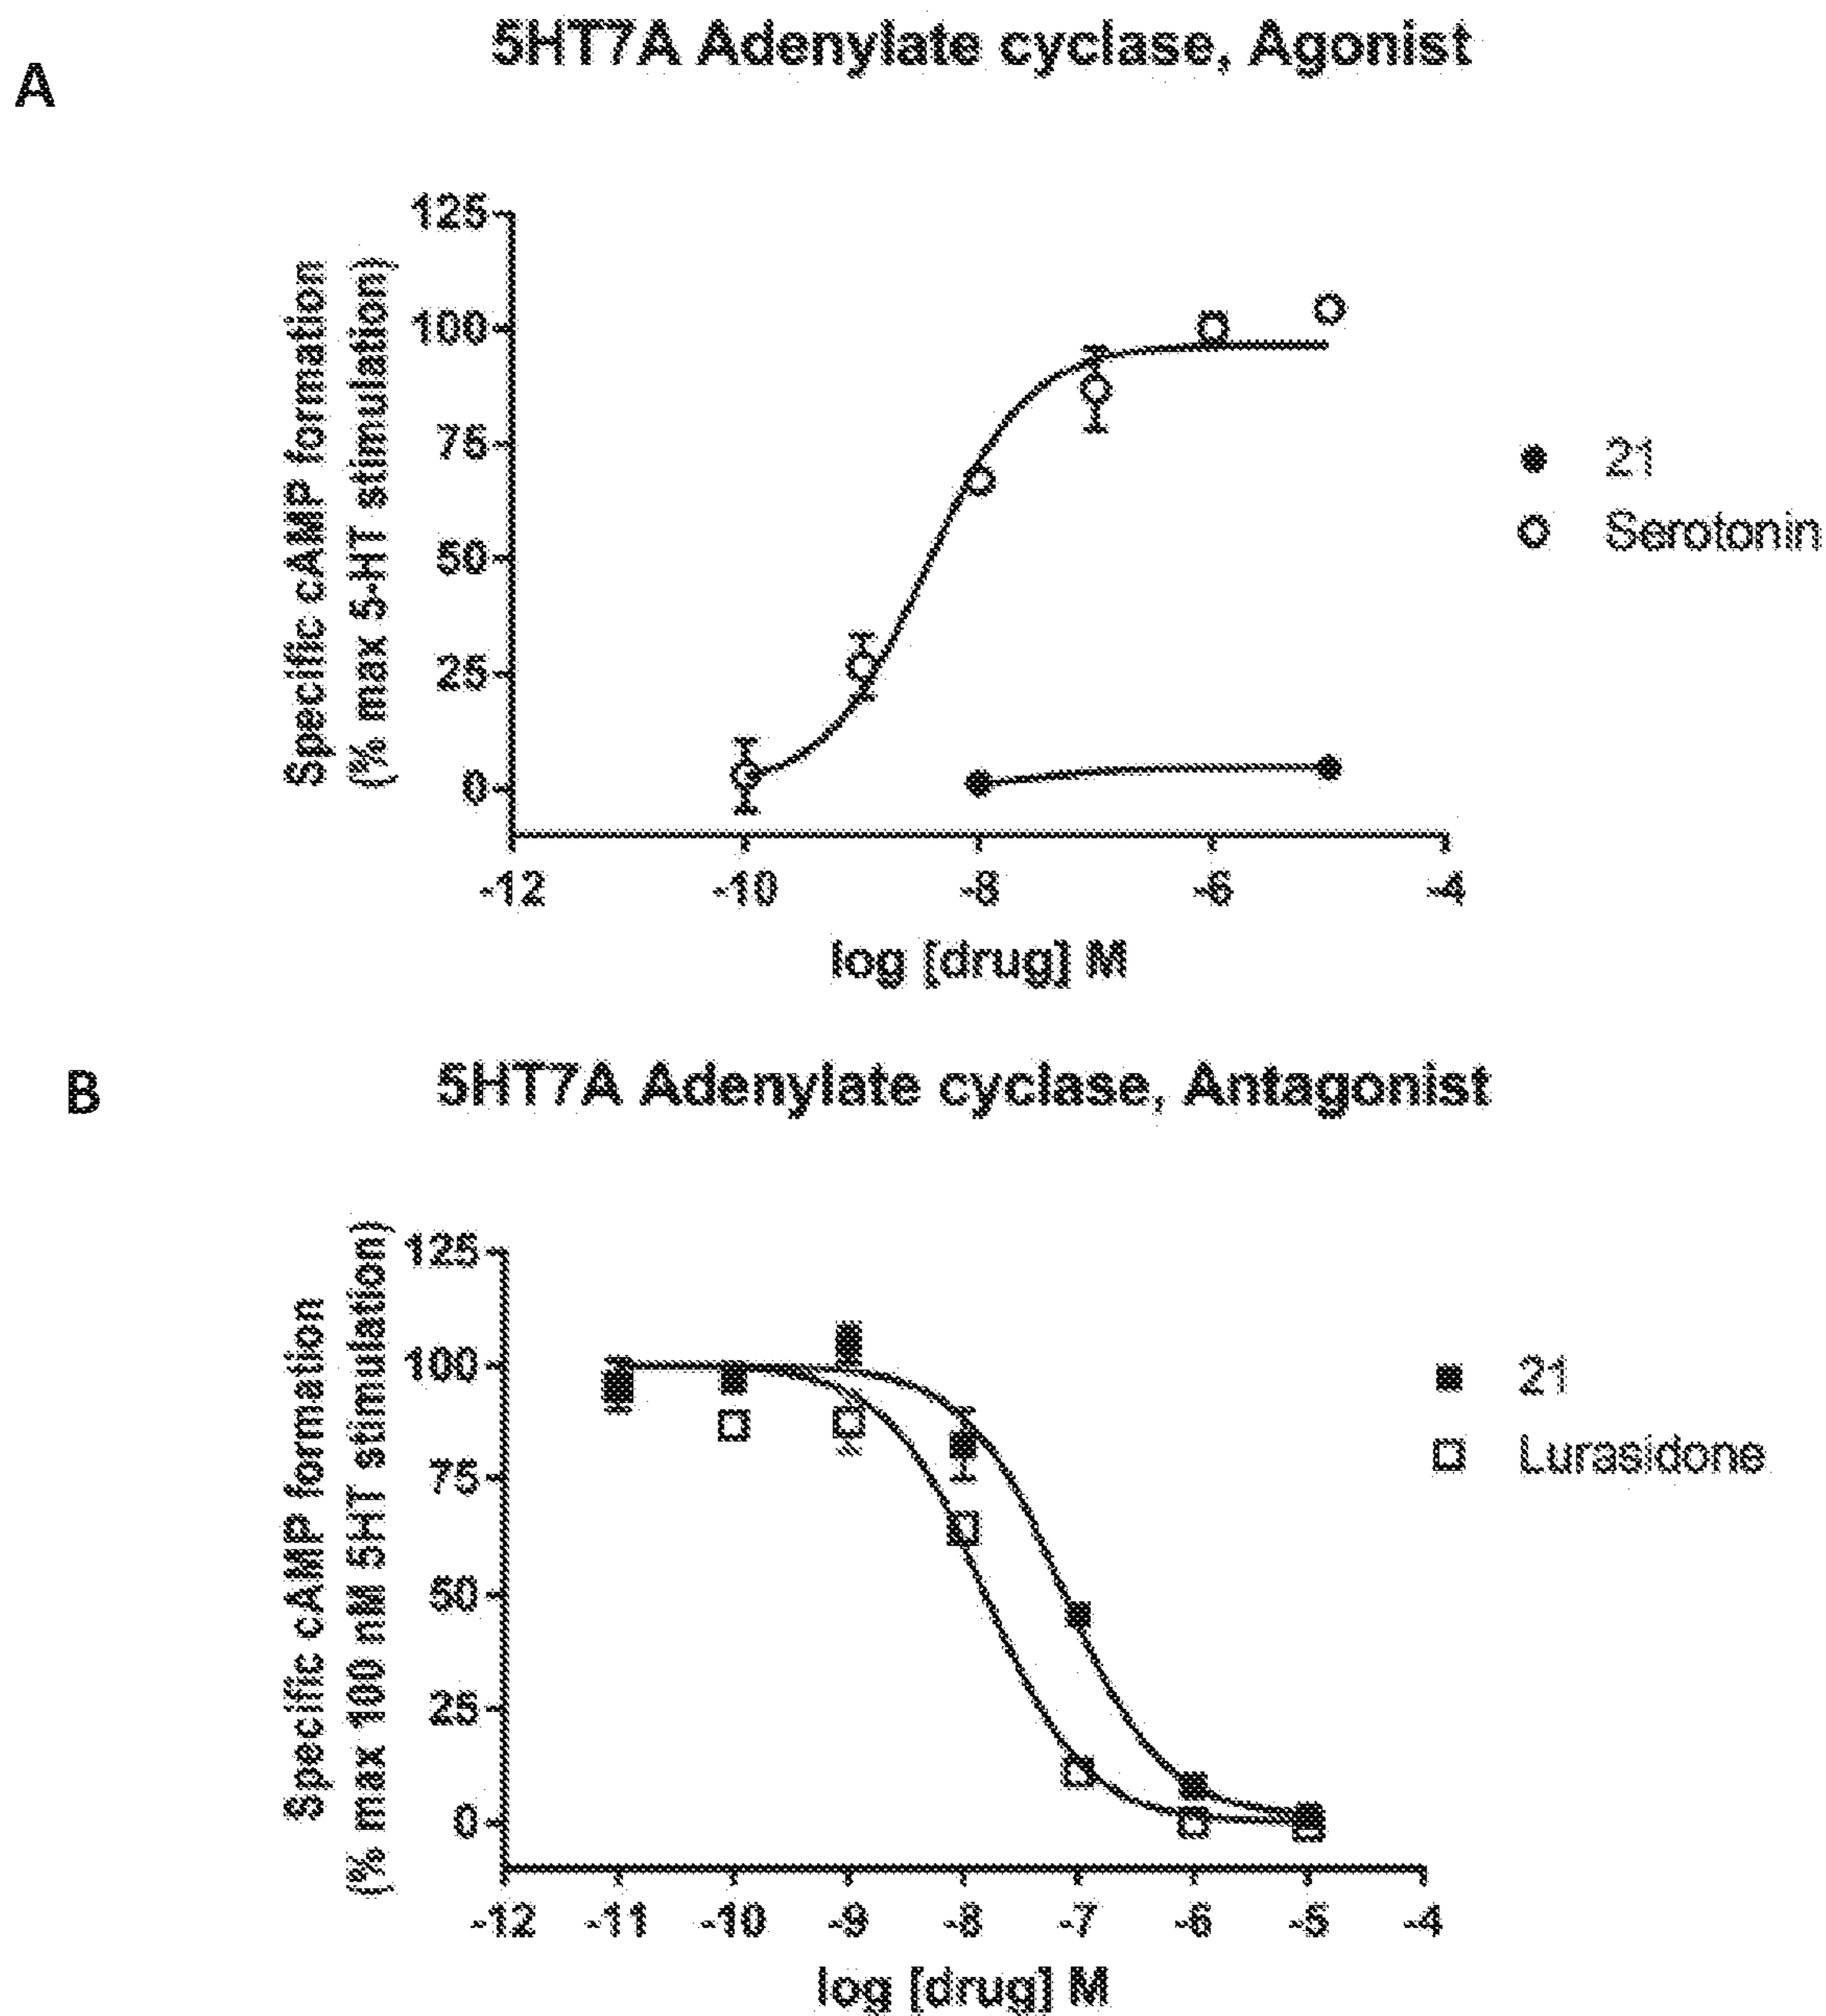 A
5HT7A Adenylate cyclase, Agonist
Specific cAMP formation
(% max 5-HT stimulation)
125
100
75
50
25
0
-12
-10
-8
-6
-4
log [drug] M
21
Serotonin
B
5HT7A Adenylate cyclase, Antagonist
Specific cAMP formation
(% max 100 nM 5HT stimulation)
125
100
75
50
25
0
-12
-11
-10
-9
-8
-7
-6
-5
-4
log [drug] M
21
Lurasidone